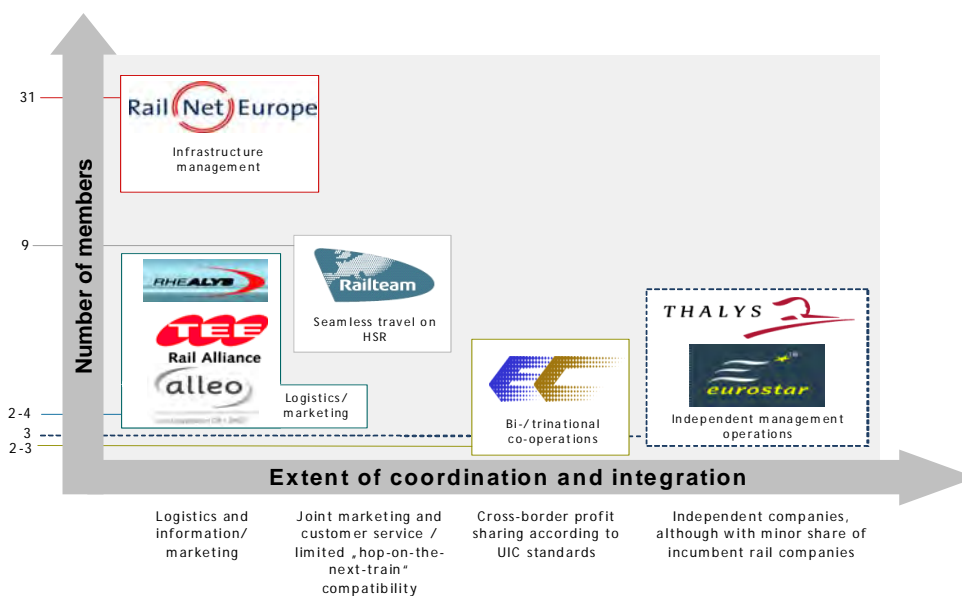 31
Rail Net Europe
Infrastructure
management
9
RHEALYS
TEE
Rail Alliance
alleo
Logistics/
marketing
Railteam
Seamless travel on
HSR
EC
Bi-/trinational
co-operations
THALYS
eurostar
TM
Independent management
operations
Number of members
2-4
3
2-3
Extent of coordination and integration
Logistics and
information/
marketing
Joint marketing and
customer service /
limited „hop-on-the-
next-train“
compatibility
Cross-border profit
sharing according to
UIC standards
Independent companies,
although with minor share of
incumbent rail companies